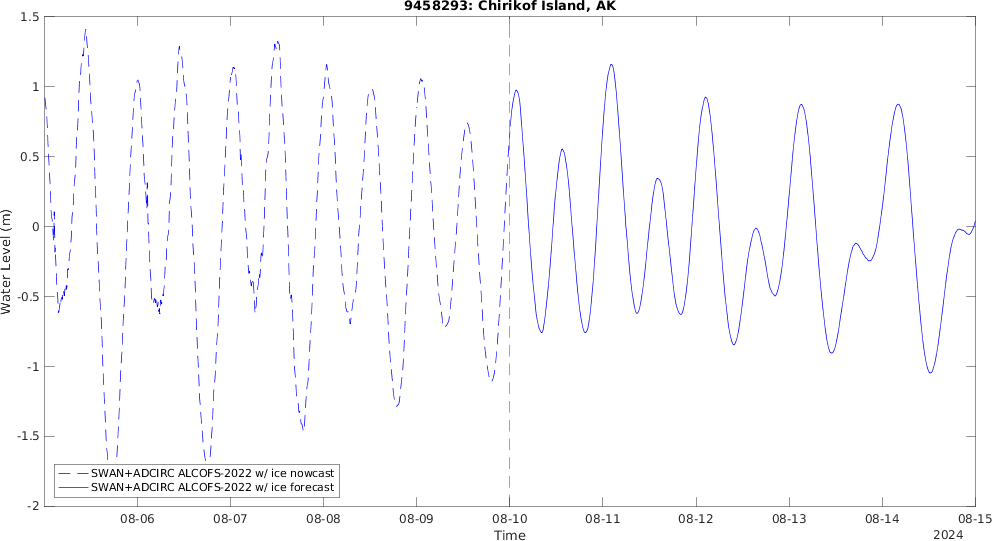 9458293: Chirikof Island, AK
1.5
1
0.5
0
-0.5
-1
-1.5
-2
Water Level (m)
SWAN+ADCIRC ALCOFS-2022 w/ ice nowcast
SWAN+ADCIRC ALCOFS-2022 w/ ice forecast
08-06 08-07 08-08 08-09 08-10 08-11 08-12 08-13 08-14 08-15
Time
2024